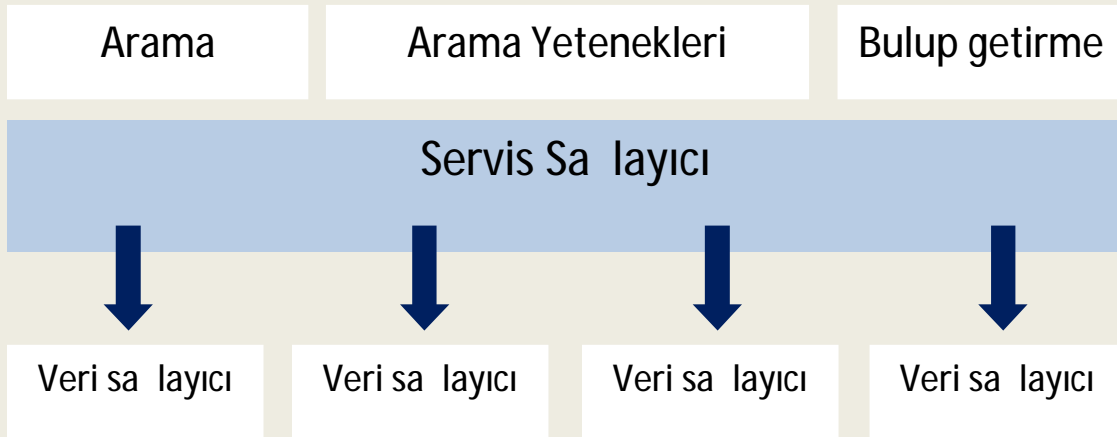 Arama
Arama Yetenekleri
Bulup getirme
Servis Sa layıcı
Veri sa layıcı
Veri sa layıcı
Veri sa layıcı
Veri sa layıcı